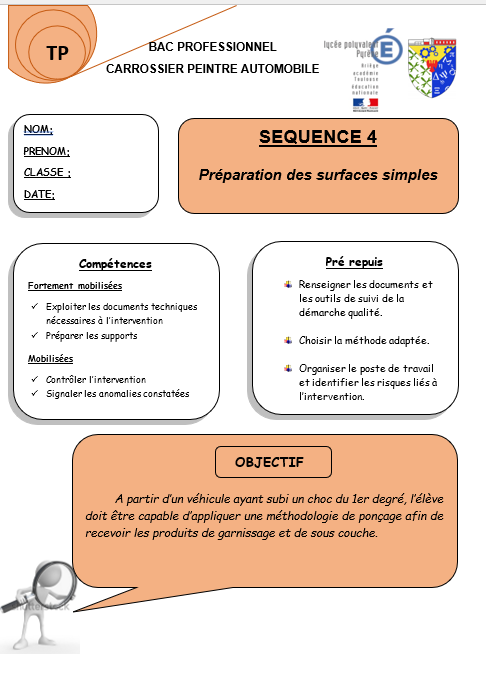 TP
BAC PROFESSIONNEL
CARROSSIER PEINTRE AUTOMOBILE
lycée polyvalent
Pyrène
Ariège
académie
Toulouse
éducation
nationale
NOM;
PRENOM;
CLASSE ;
DATE;
SEQUENCE 4
Préparation des surfaces simples
Compétences
Fortement mobilisées
Exploiter les documents techniques
nécessaires à l'intervention
Préparer les supports
Mobilisées
Contrôler l'intervention
Signaler les anomalies constatées
Pré repuis
Renseigner les documents et
les outils de suivi de la
démarche qualité.
Choisir la méthode adaptée.
Organiser le poste de travail
et identifier les risques liés à
l'intervention.
OBJECTIF
A partir d'un véhicule ayant subi un choc du 1er degré, l'élève
doit être capable d'appliquer une méthodologie de ponçage afin de
recevoir les produits de garnissage et de sous couche.